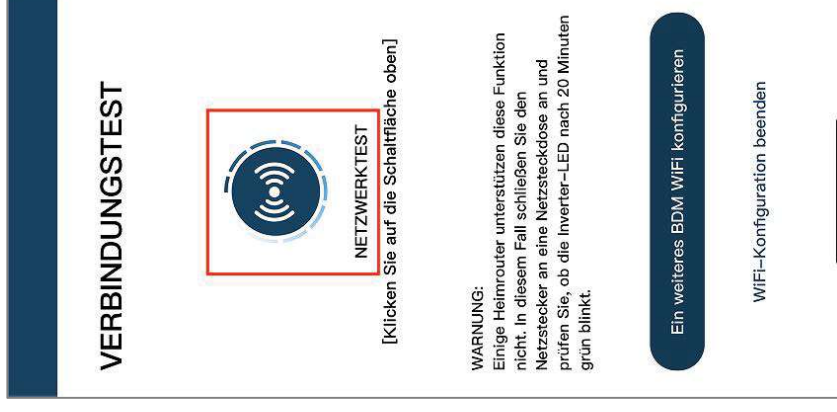 VERBINDUNGSTEST
NETZWERKTEST
[Klicken Sie auf die Schaltfläche oben]
WARNUNG:
Einige Heimrouter unterstützen diese Funktion
nicht. In diesem Fall schließen Sie den
Netzstecker an eine Netzsteckdose an und
prüfen Sie, ob die Inverter-LED nach 20 Minuten
grün blinkt.
Ein weiteres BDM WiFi konfigurieren
WiFi-Konfiguration beenden